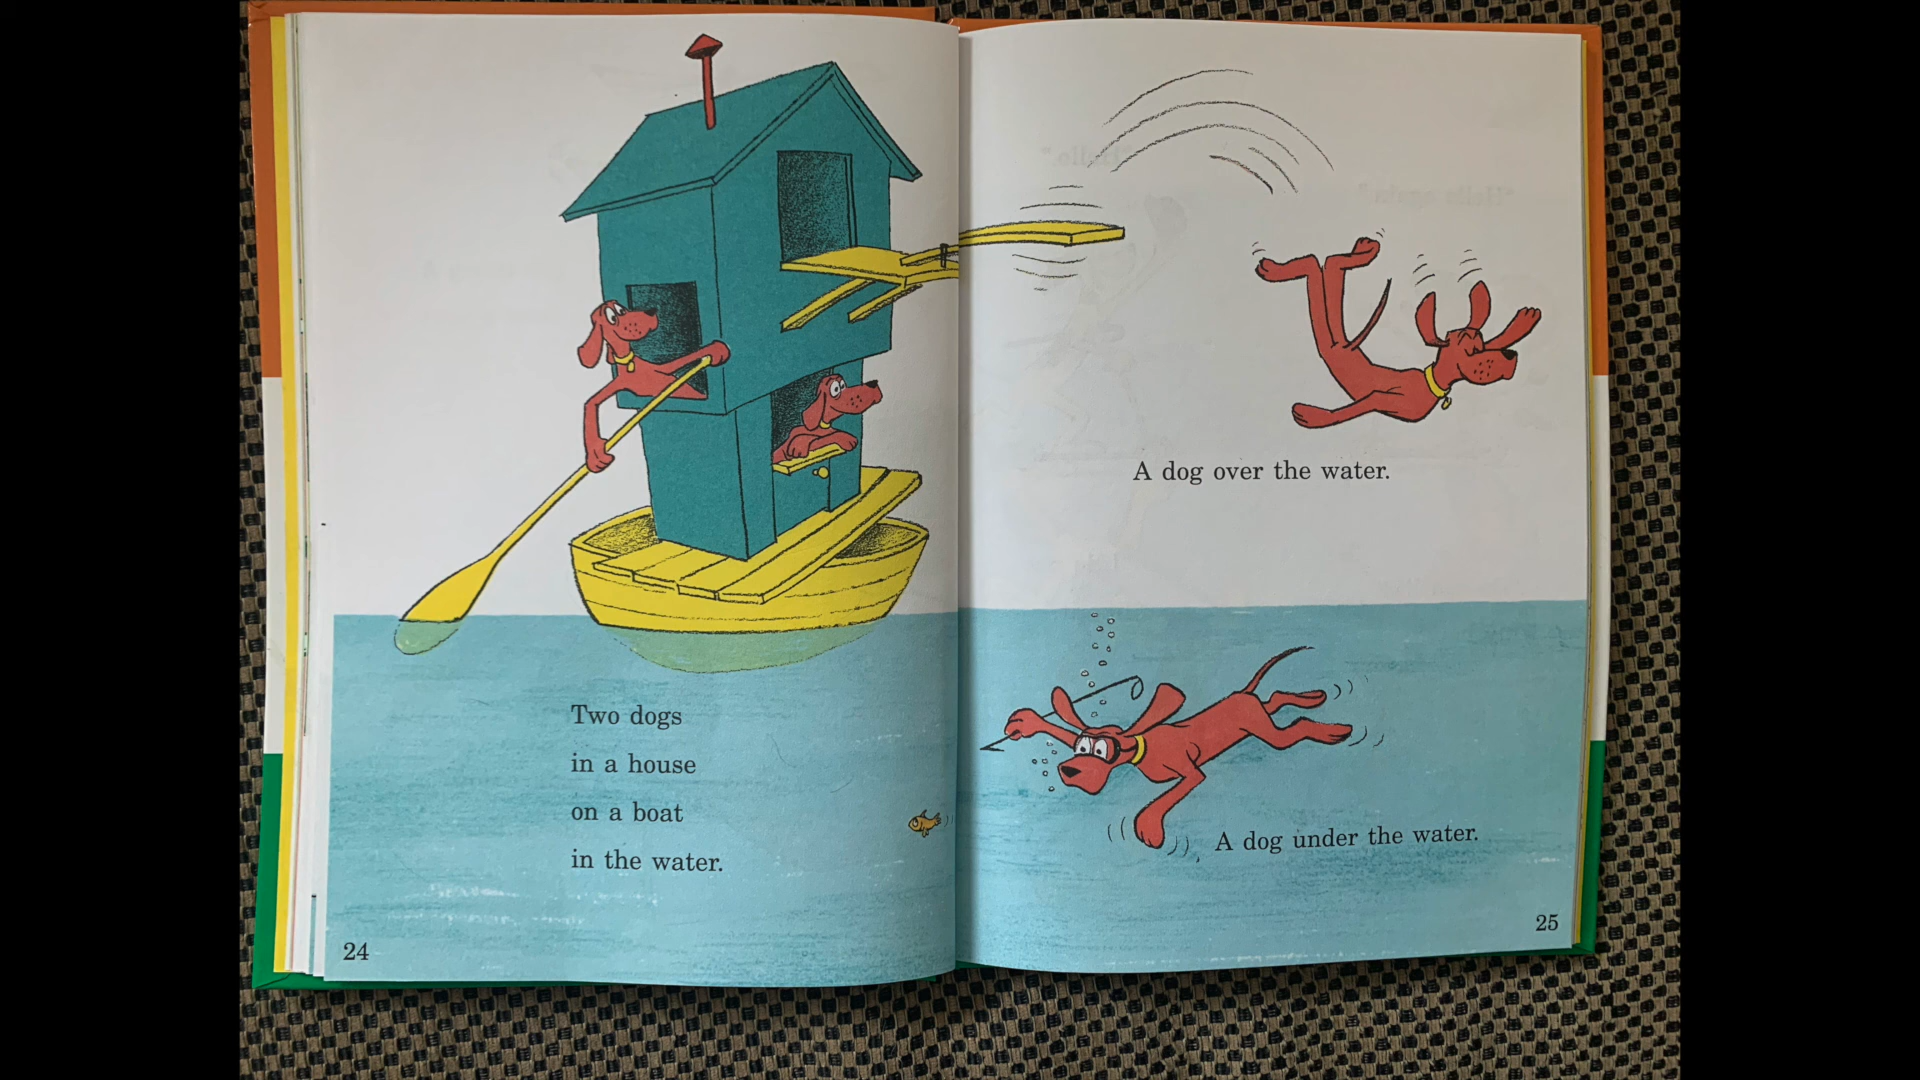 Two dogs
in a house
on a boat
in the water.
24
A dog over the water.
A dog under the water.
25